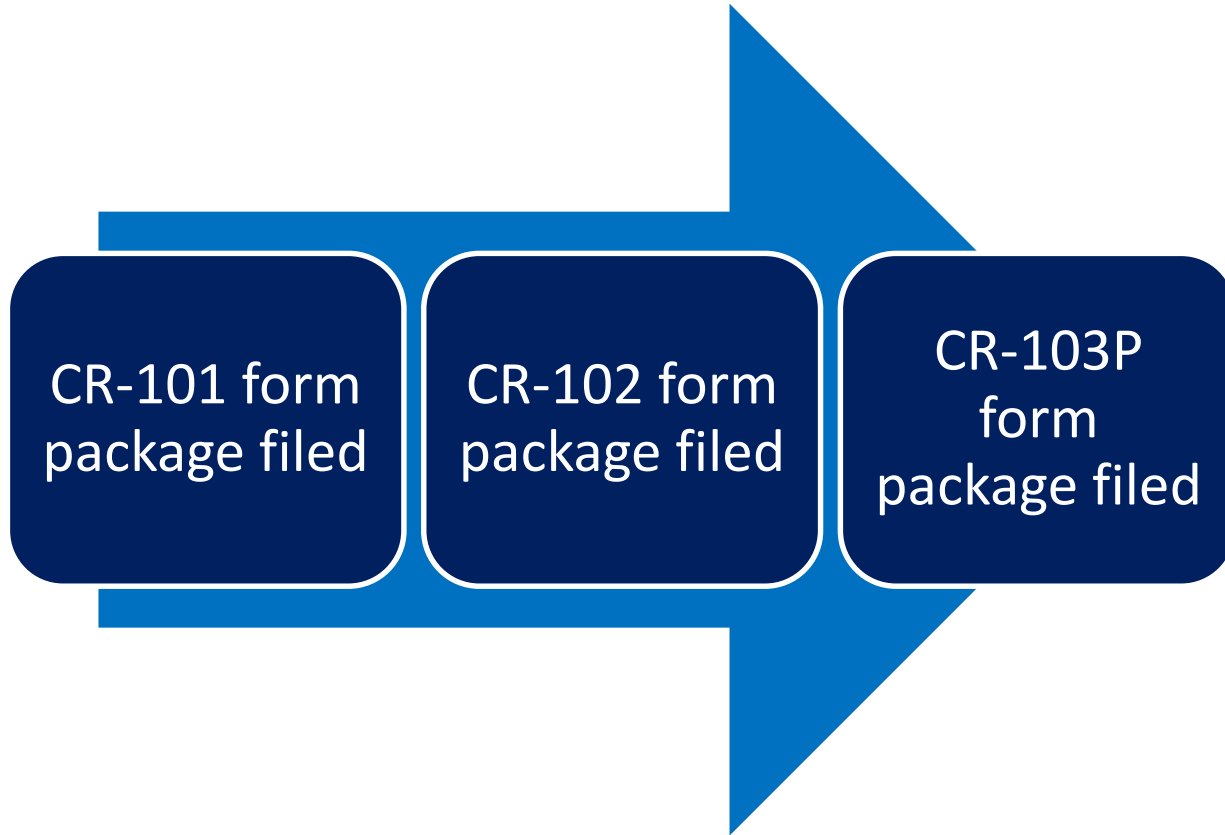 CR-101 form
package filed
CR-102 form
package filed
CR-103P
form
package filed